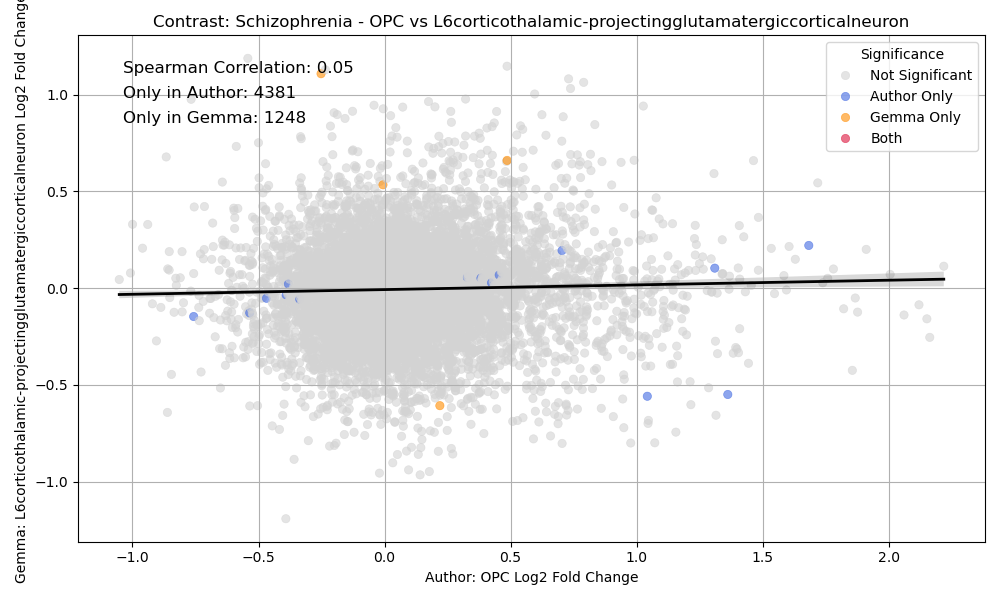 Contrast: Schizophrenia - OPC vs L6corticothalamic-projectingglutamatergiccorticalneuron
Gemma: L6corticothalamic-projectingglutamatergiccorticalneuron Log2 Fold Change
Spearman Correlation: 0.05
Only in Author: 4381
Only in Gemma: 1248
Significance
Not Significant
Author Only
Gemma Only
Both
1.0
0.5
0.0
−0.5
−1.0
−1.0 −0.5 0.0 0.5 1.0 1.5 2.0
Author: OPC Log2 Fold Change